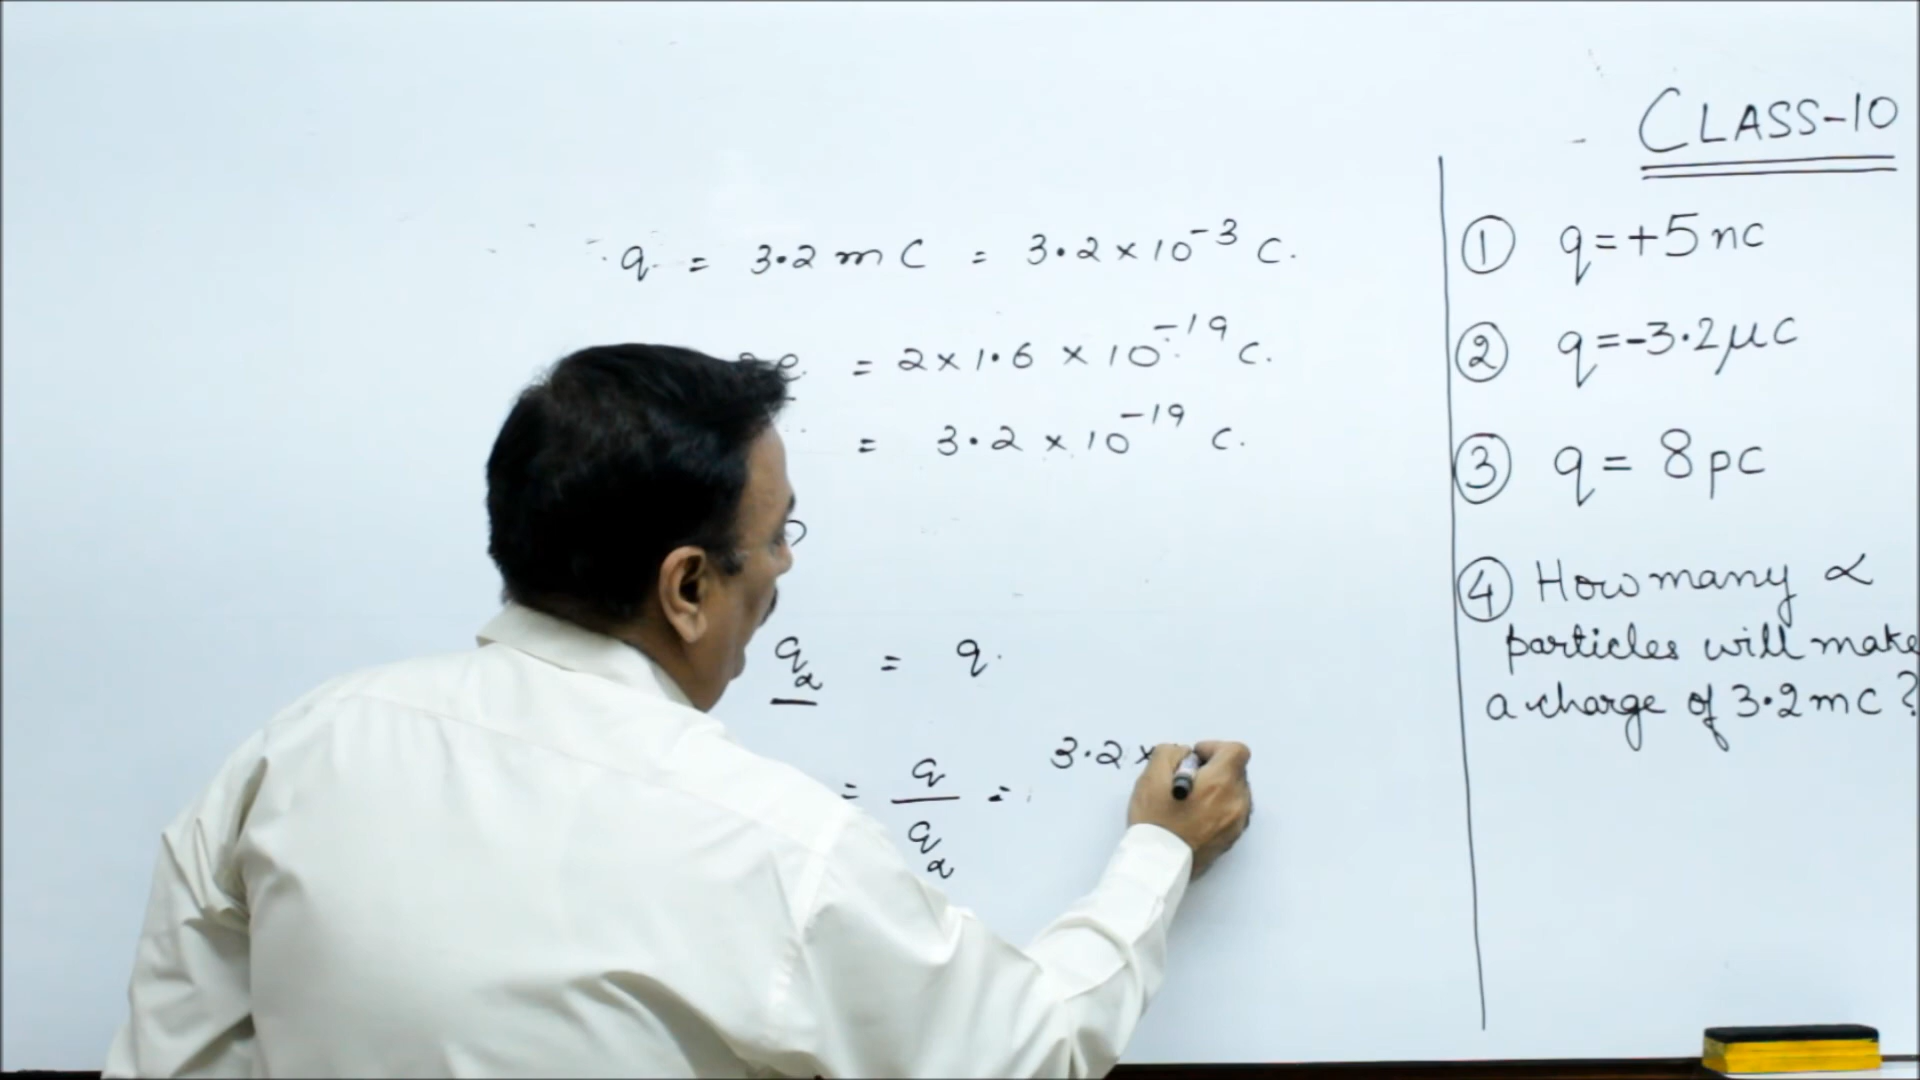 q = 3.2 m C = 3.2 × 10⁻³ C.
= 2 × 1.6 × 10⁻¹⁹ C.
= 3.2 × 10⁻¹⁹ C.
qα = q.
= q/qα = 3.2 ×
CLASS-10
① q = +5 nc
② q = -3.2 μc
③ q = 8 pc
④ How many α
particles will make
a charge of 3.2 mc ?